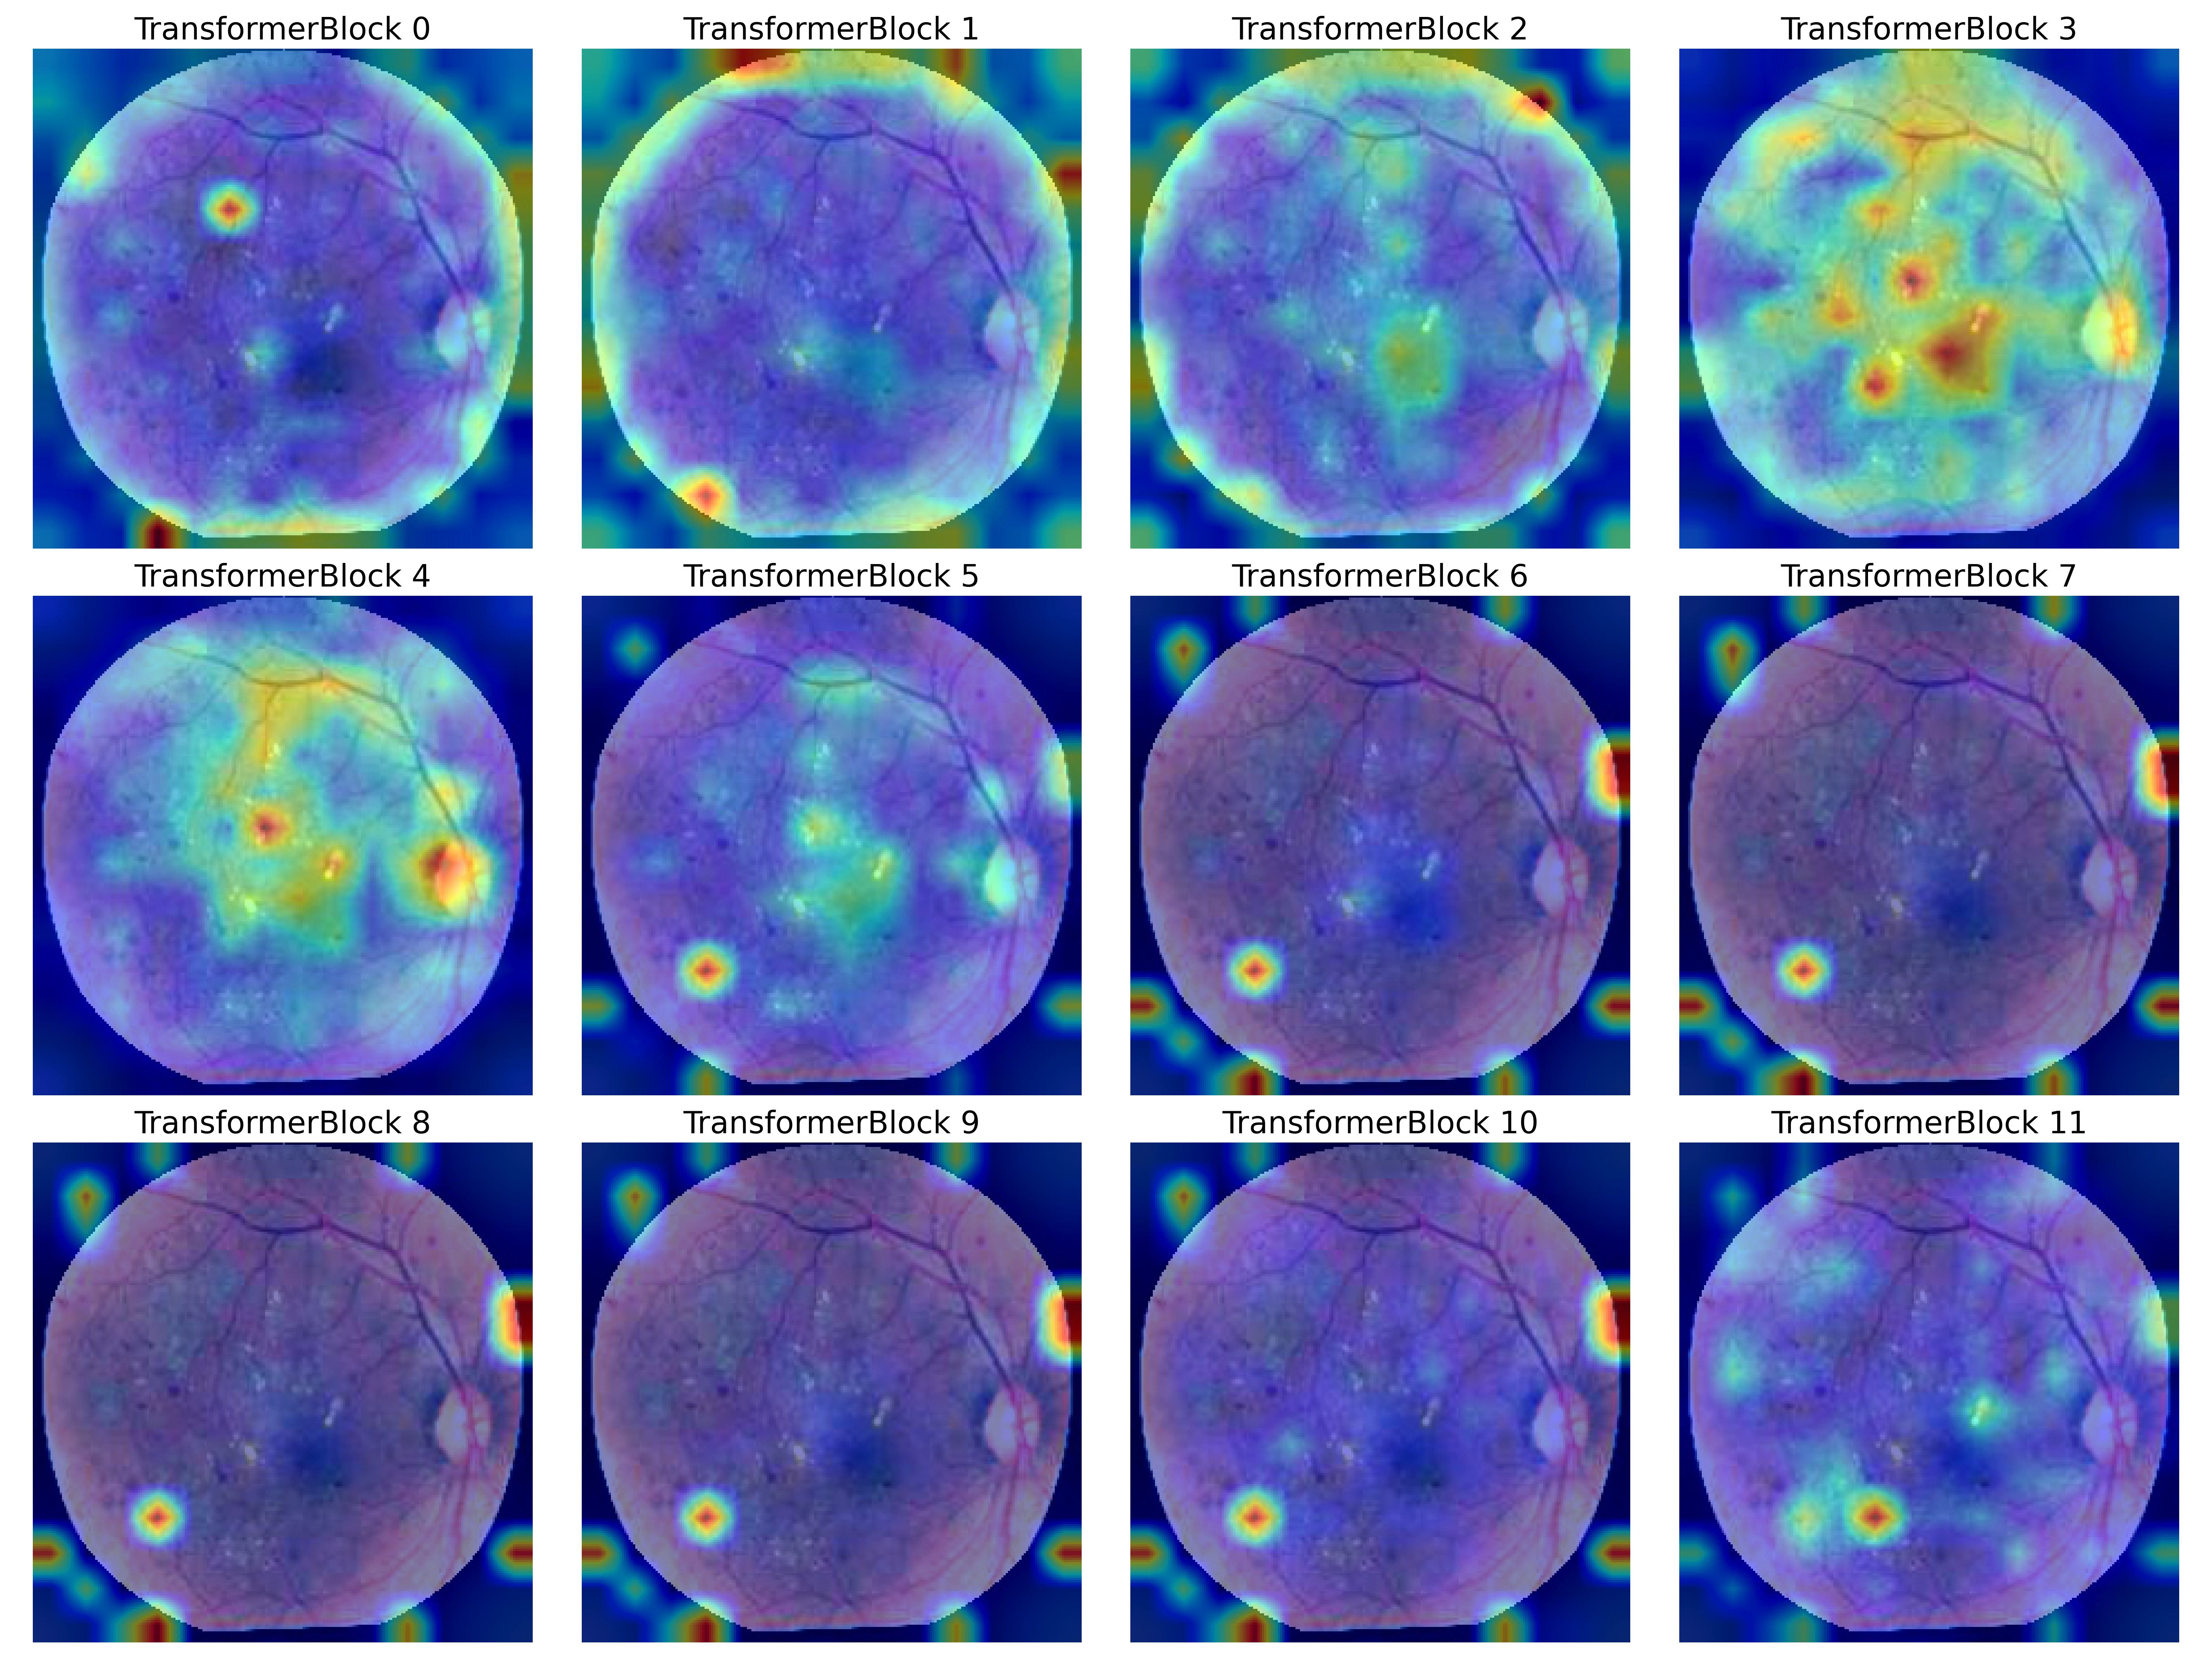 TransformerBlock 0
TransformerBlock 1
TransformerBlock 2
TransformerBlock 3
TransformerBlock 4
TransformerBlock 5
TransformerBlock 6
TransformerBlock 7
TransformerBlock 8
TransformerBlock 9
TransformerBlock 10
TransformerBlock 11